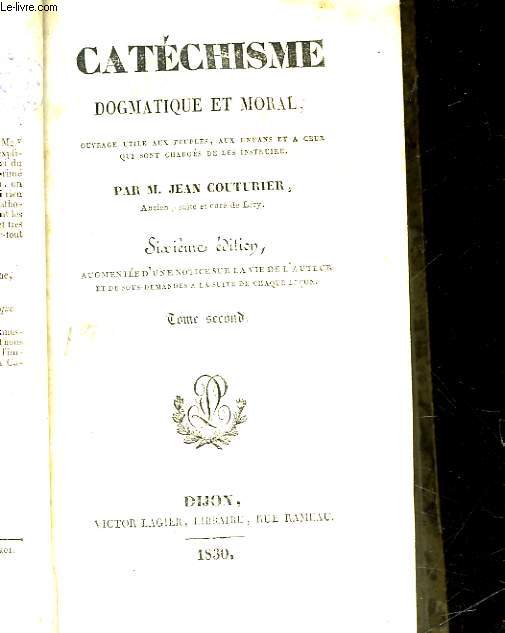 www.le-livre.com
CATÉCHISME
DOGMATIQUE ET MORAL,
OUVRAGE UTILE AUX PEUPLES, AUX ENFANS ET A CEUX
QUI SONT CHARGÉS DE LES INSTRUIRE.
PAR M. JEAN COUTURIER,
Ancien jésuite et curé de Léry.
Sixième édition,
AUGMENTÉE D'UNE NOTICE SUR LA VIE DE L'AUTEUR
ET DE SOUS-DEMANDES A LA SUITE DE CHAQUE LEÇON.
Tome second.
DIJON,
VICTOR LAGIER, LIBRAIRE, RUE RAMEAU.
1830.